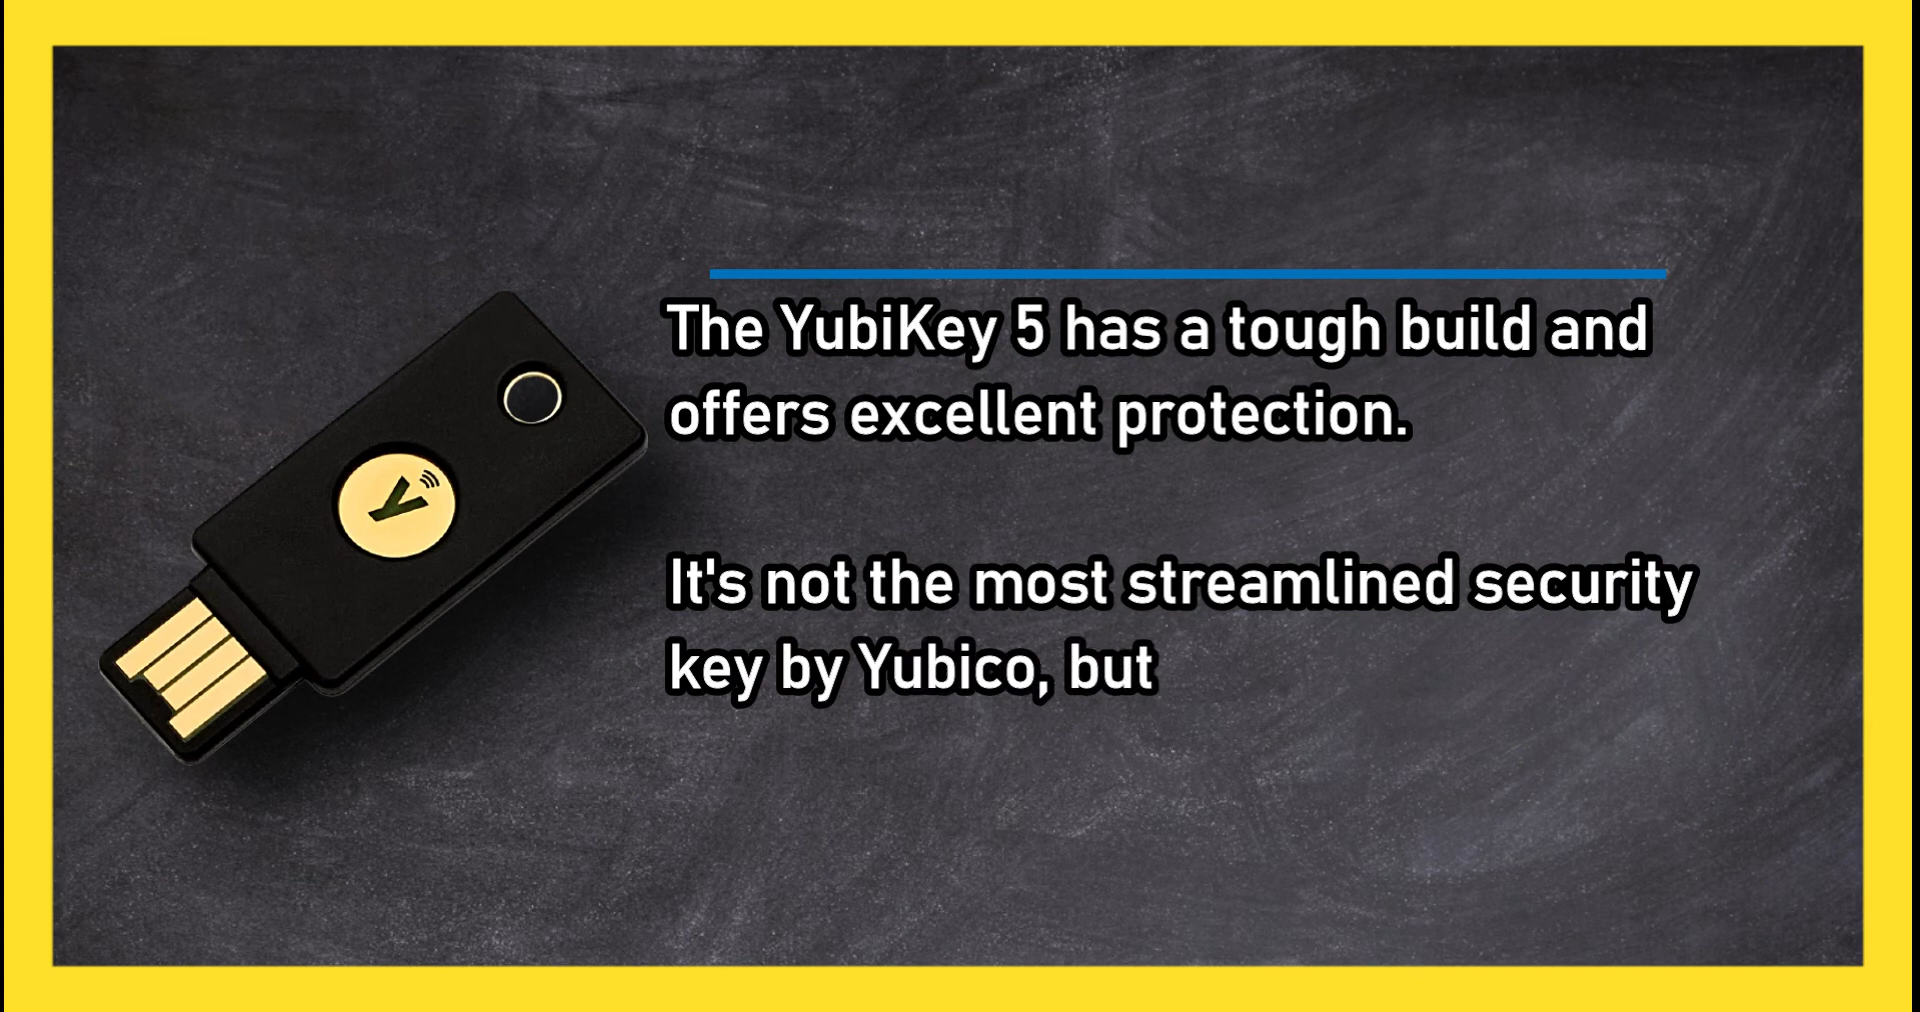 The YubiKey 5 has a tough build and
offers excellent protection.
It's not the most streamlined security
key by Yubico, but
y